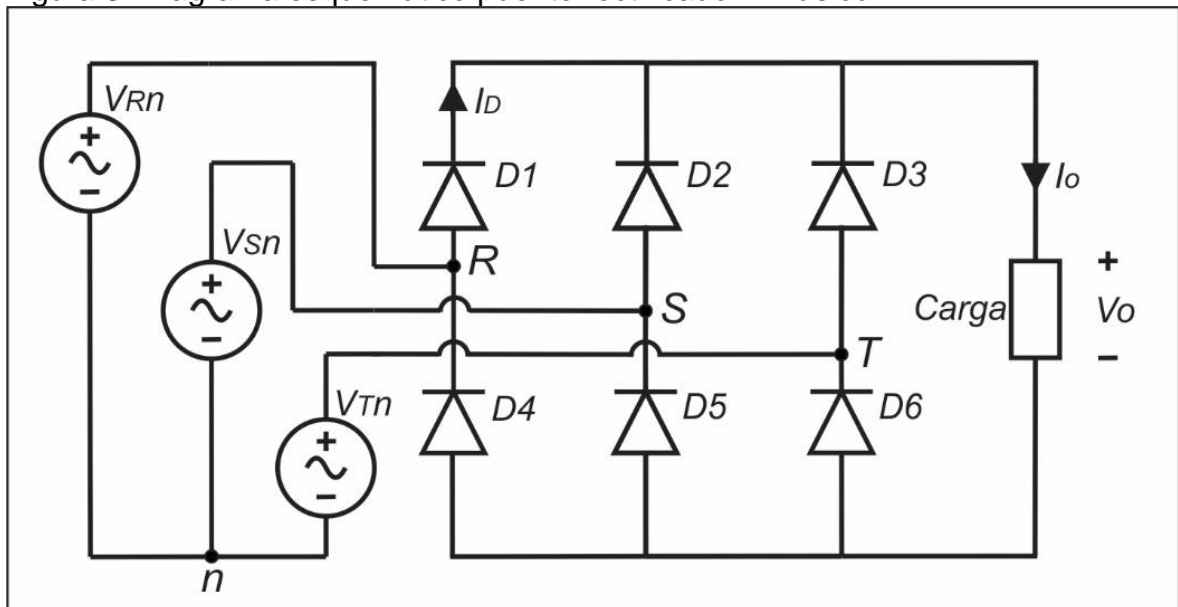 VRn
+
−
ID
D1
D2
D3
Io
VSn
+
−
R
S
T
Carga
+
Vo
−
VTn
+
−
D4
D5
D6
n